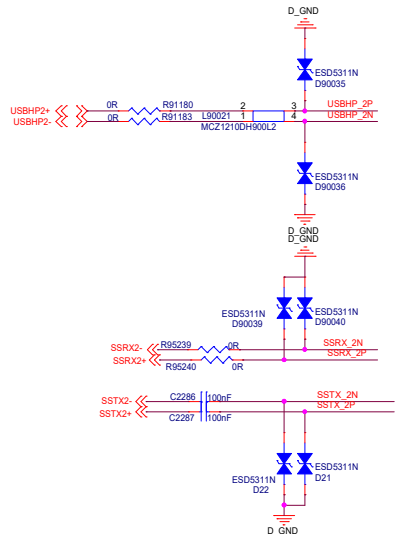 D_GND
ESD5311N
D90035
USBHP2+ 0R R91180 2 3 USBHP_2P
USBHP2- 0R R91183 L90021 1 4 USBHP_2N
MCZ1210DH900L2
ESD5311N
D90036
D_GND
D_GND
ESD5311N ESD5311N
D90039 D90040
SSRX2- R95239 0R SSRX_2N
SSRX2+ R95240 0R SSRX_2P
SSTX2- C2286 100nF SSTX_2N
SSTX2+ C2287 100nF SSTX_2P
ESD5311N
D21
ESD5311N
D22
D_GND